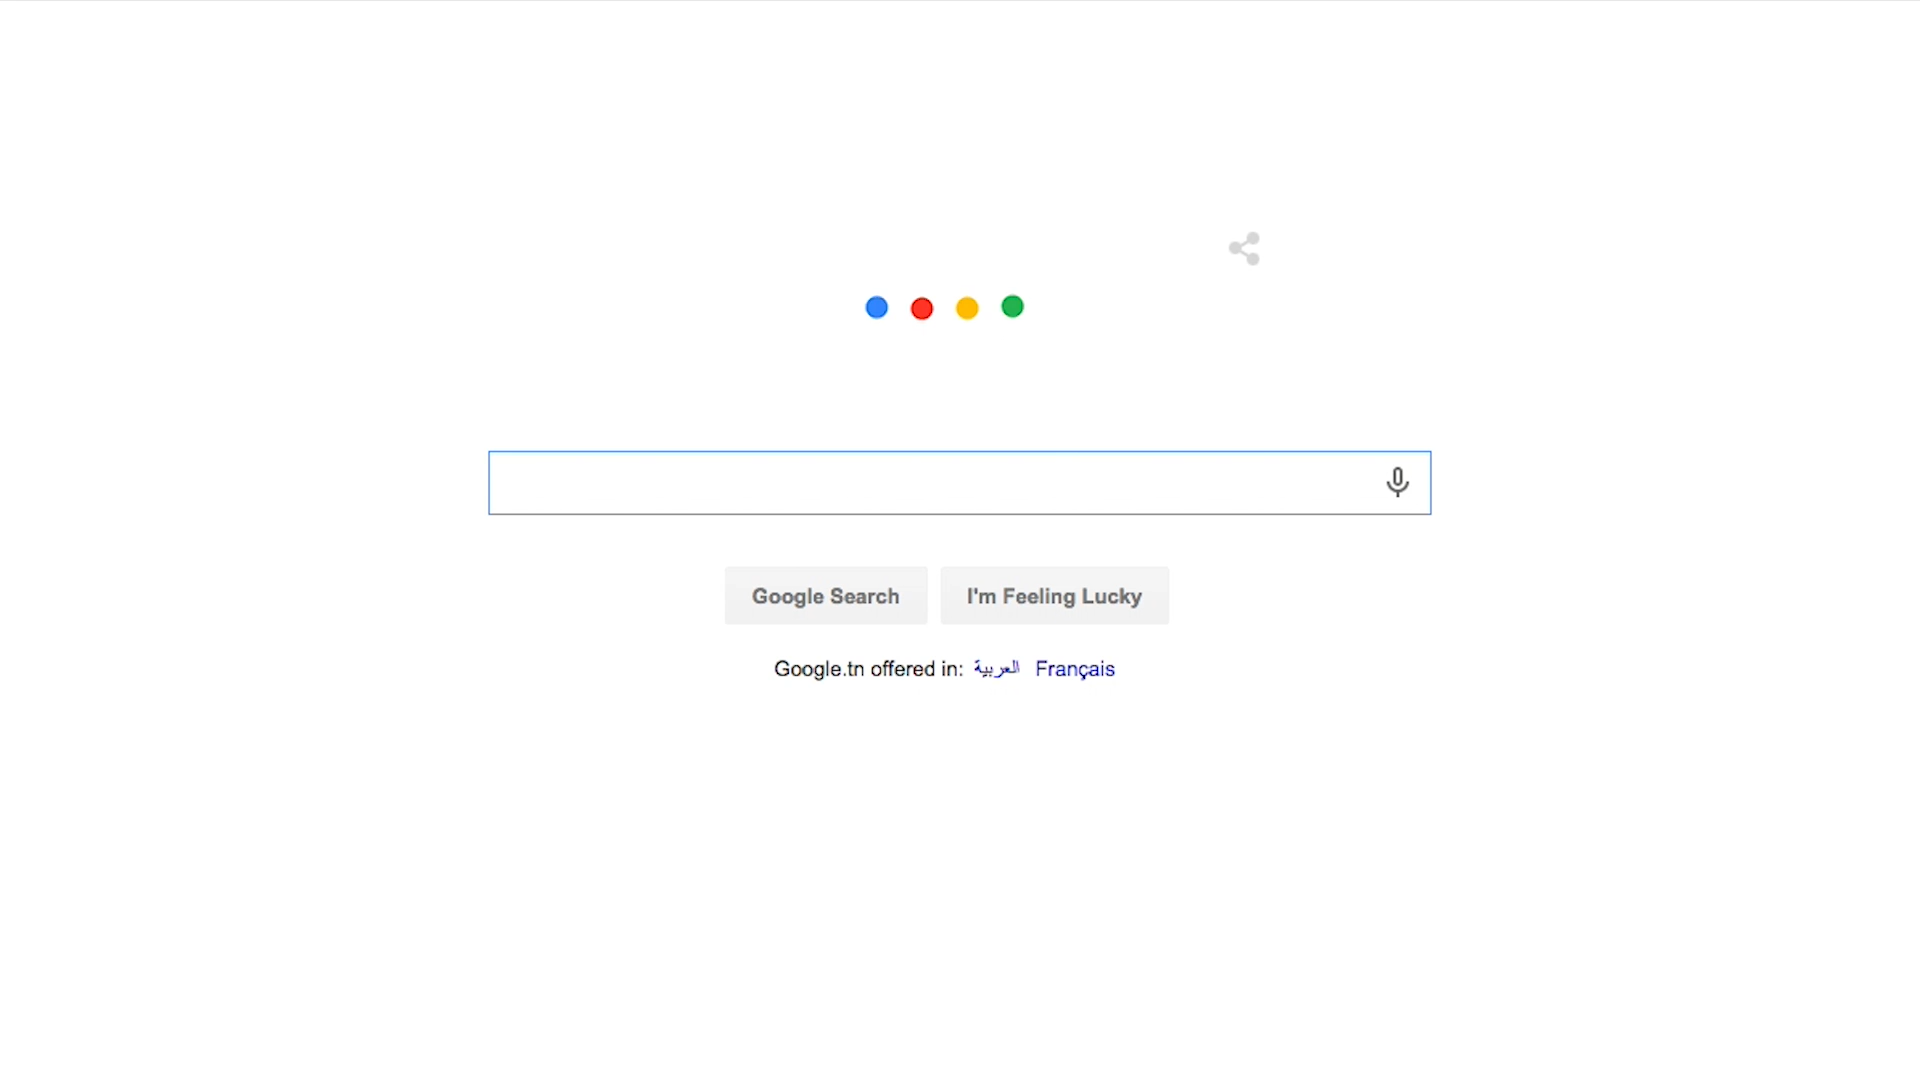 Google Search
I'm Feeling Lucky
Google.tn offered in: العربية Français